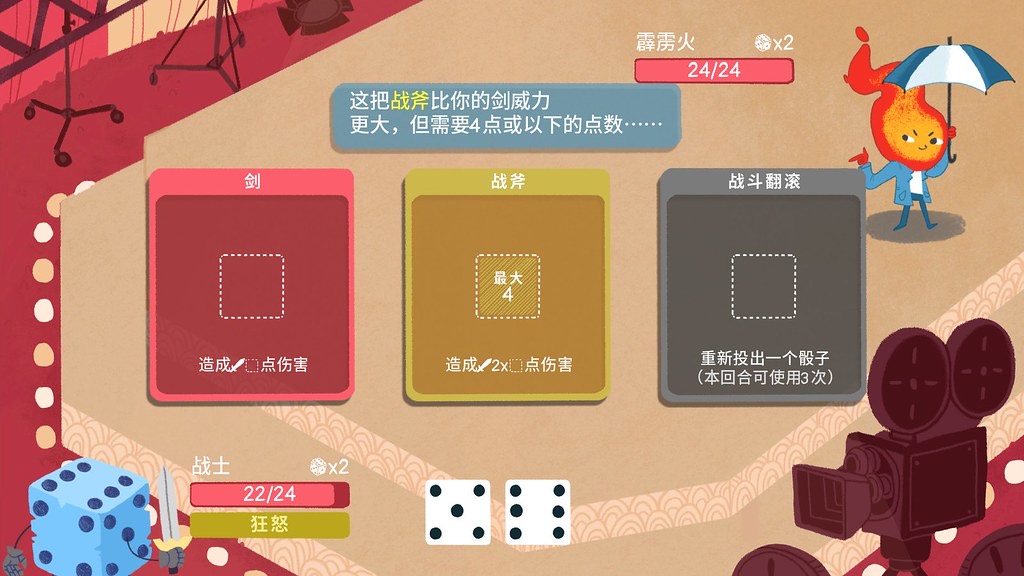 霹雳火
x2
24/24
这把战斧比你的剑威力
更大，但需要4点或以下的点数……
剑
造成点伤害
战斧
最大
4
造成2x点伤害
战斗翻滚
重新投出一个骰子
（本回合可使用3次）
战士
x2
22/24
狂怒